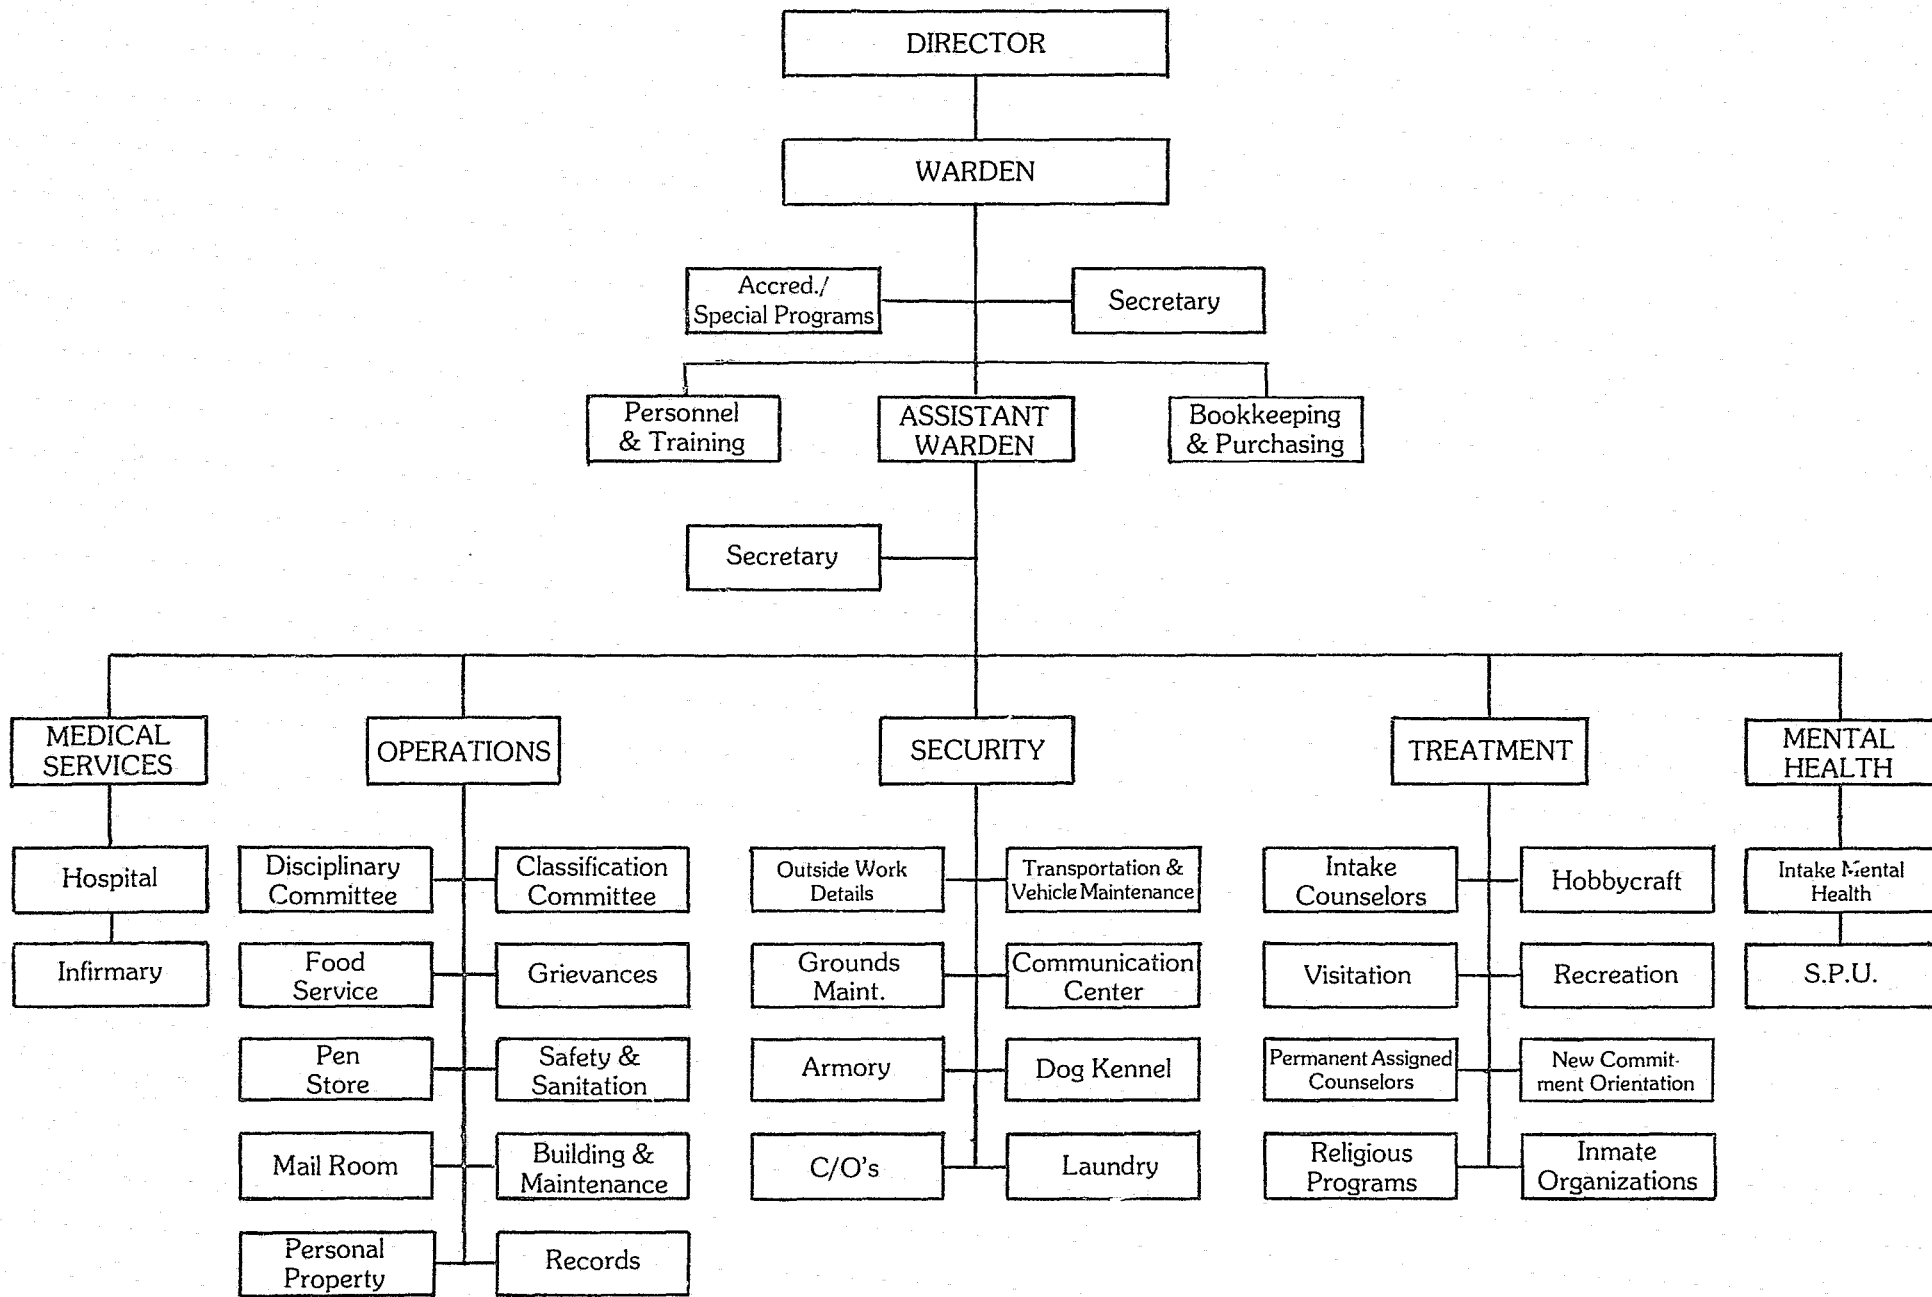 DIRECTOR
WARDEN
Accred./
Special Programs
Secretary
Personnel
& Training
ASSISTANT
WARDEN
Bookkeeping
& Purchasing
Secretary
MEDICAL
SERVICES
OPERATIONS
SECURITY
TREATMENT
MENTAL
HEALTH
Hospital
Disciplinary
Committee
Classification
Committee
Outside Work
Details
Transportation &
Vehicle Maintenance
Intake
Counselors
Hobbycraft
Intake Mental
Health
Infirmary
Food
Service
Grievances
Grounds
Maint.
Communication
Center
Visitation
Recreation
S.P.U.
Pen
Store
Safety &
Sanitation
Armory
Dog Kennel
Permanent Assigned
Counselors
New Commit-
ment Orientation
Mail Room
Building &
Maintenance
C/O's
Laundry
Religious
Programs
Inmate
Organizations
Personal
Property
Records